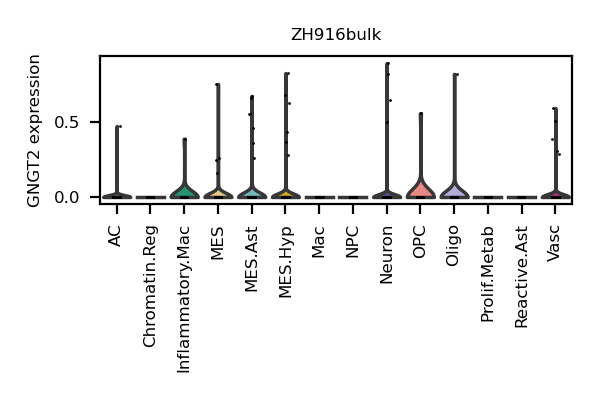 ZH916bulk
GNGT2 expression
0.5
0.0
AC
Chromatin.Reg
Inflammatory.Mac
MES
MES.Ast
MES.Hyp
Mac
NPC
Neuron
OPC
Oligo
Prolif.Metab
Reactive.Ast
Vasc